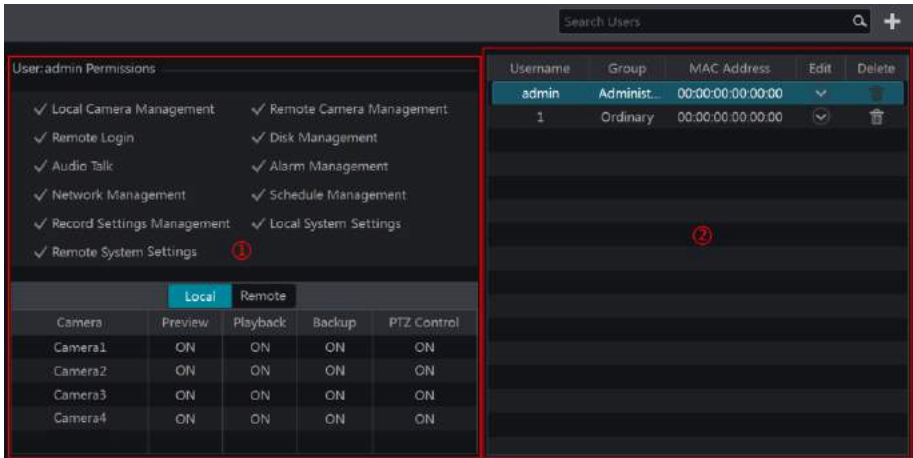 Search Users
User:admin Permissions
Local Camera Management Remote Camera Management
Remote Login Disk Management
Audio Talk Alarm Management
Network Management Schedule Management
Record Settings Management Local System Settings
Remote System Settings ①
Local Remote
Camera Preview Playback Backup PTZ Control
Camera1 ON ON ON ON
Camera2 ON ON ON ON
Camera3 ON ON ON ON
Camera4 ON ON ON ON
Username Group MAC Address Edit Delete
admin Administ... 00:00:00:00:00:00
1 Ordinary 00:00:00:00:00:00
②